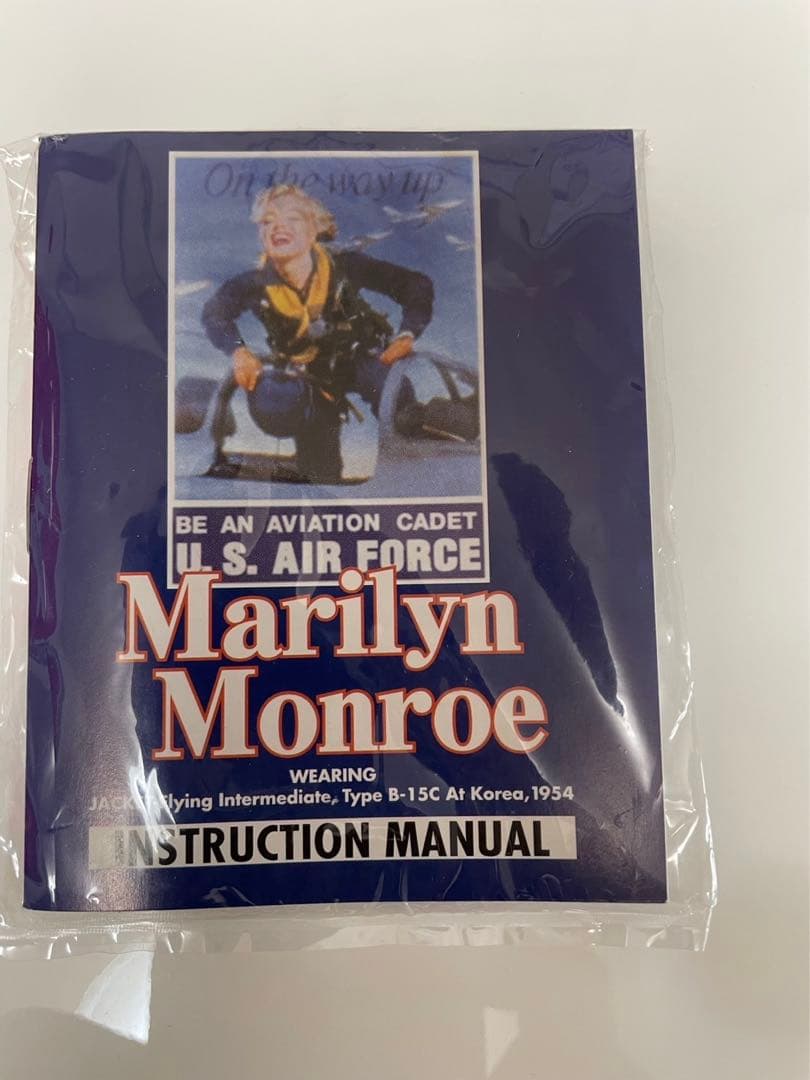 On the way up
BE AN AVIATION CADET
U. S. AIR FORCE
Marilyn
Monroe
WEARING
JACKET Flying Intermediate, Type B-15C At Korea, 1954
INSTRUCTION MANUAL